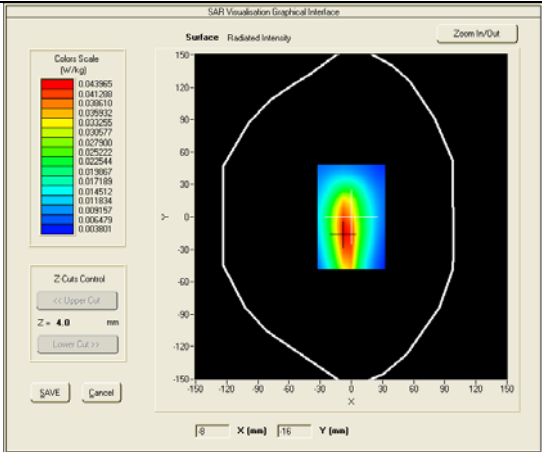 SAR Visualisation Graphical Interface
Surface Radiated Intensity
Zoom In/Out
Colors Scale
(W/kg)
0.043965
0.041288
0.038610
0.035932
0.033255
0.030577
0.027900
0.025222
0.022544
0.019867
0.017189
0.014512
0.011834
0.009157
0.006479
0.003801
Z-Cuts Control
<< Upper Cut
Z = 4.0 mm
Lower Cut >>
SAVE Cancel
150
120
90
60
30
0
-30
-60
-90
-120
-150
Y
-150 -120 -90 -60 -30 0 30 60 90 120 150
X
-8 X (mm) -16 Y (mm)